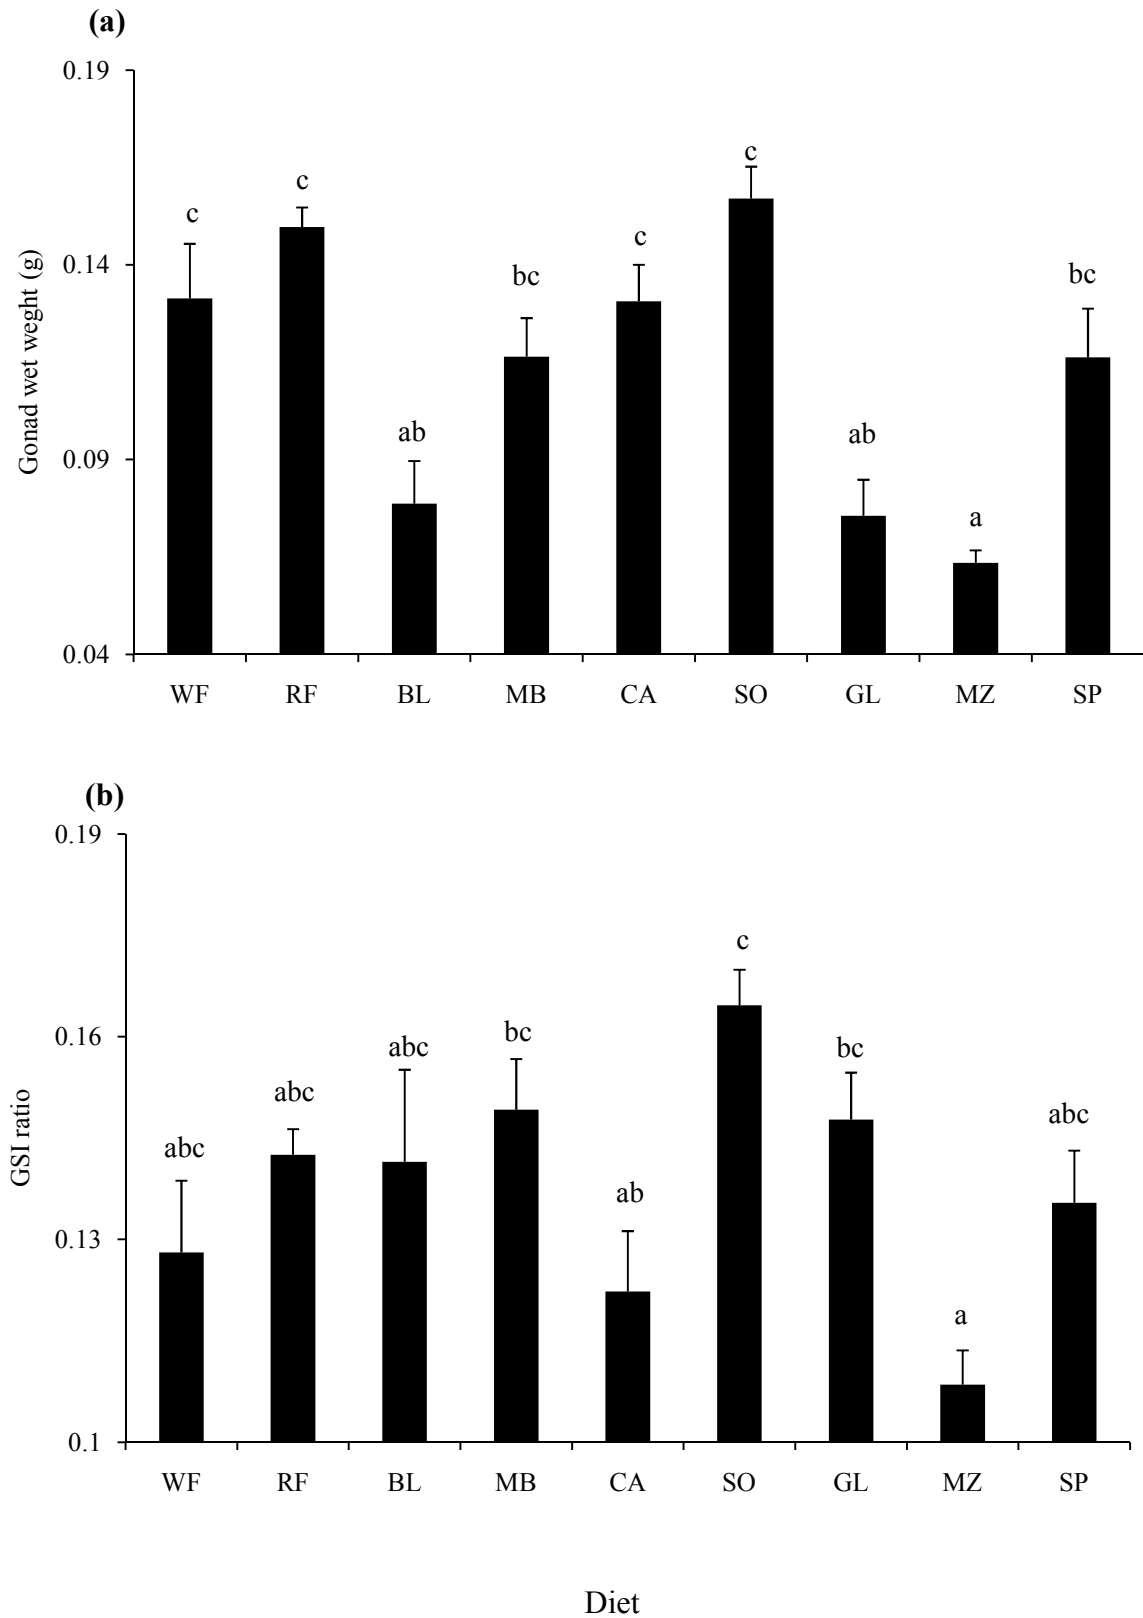 (a)
0.19
0.14
0.09
0.04
Gonad wet weght (g)
c
c
ab
bc
c
c
ab
a
bc
WF RF BL MB CA SO GL MZ SP
(b)
0.19
0.16
0.13
0.1
GSI ratio
abc
abc
abc
bc
ab
c
bc
a
abc
WF RF BL MB CA SO GL MZ SP
Diet